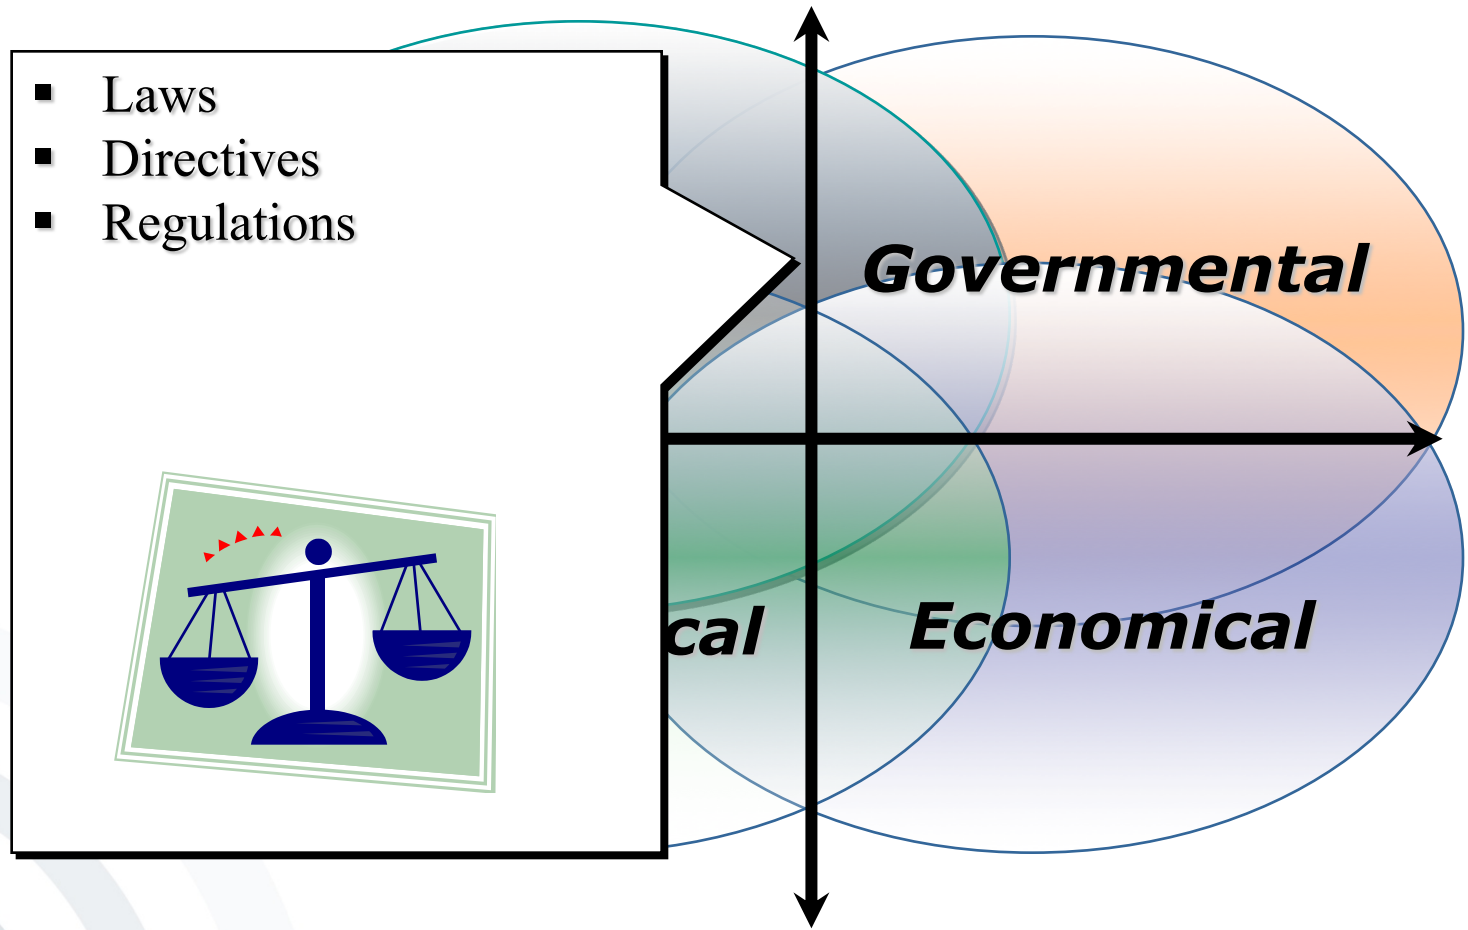 Laws
Directives
Regulations
Governmental
cal
Economical